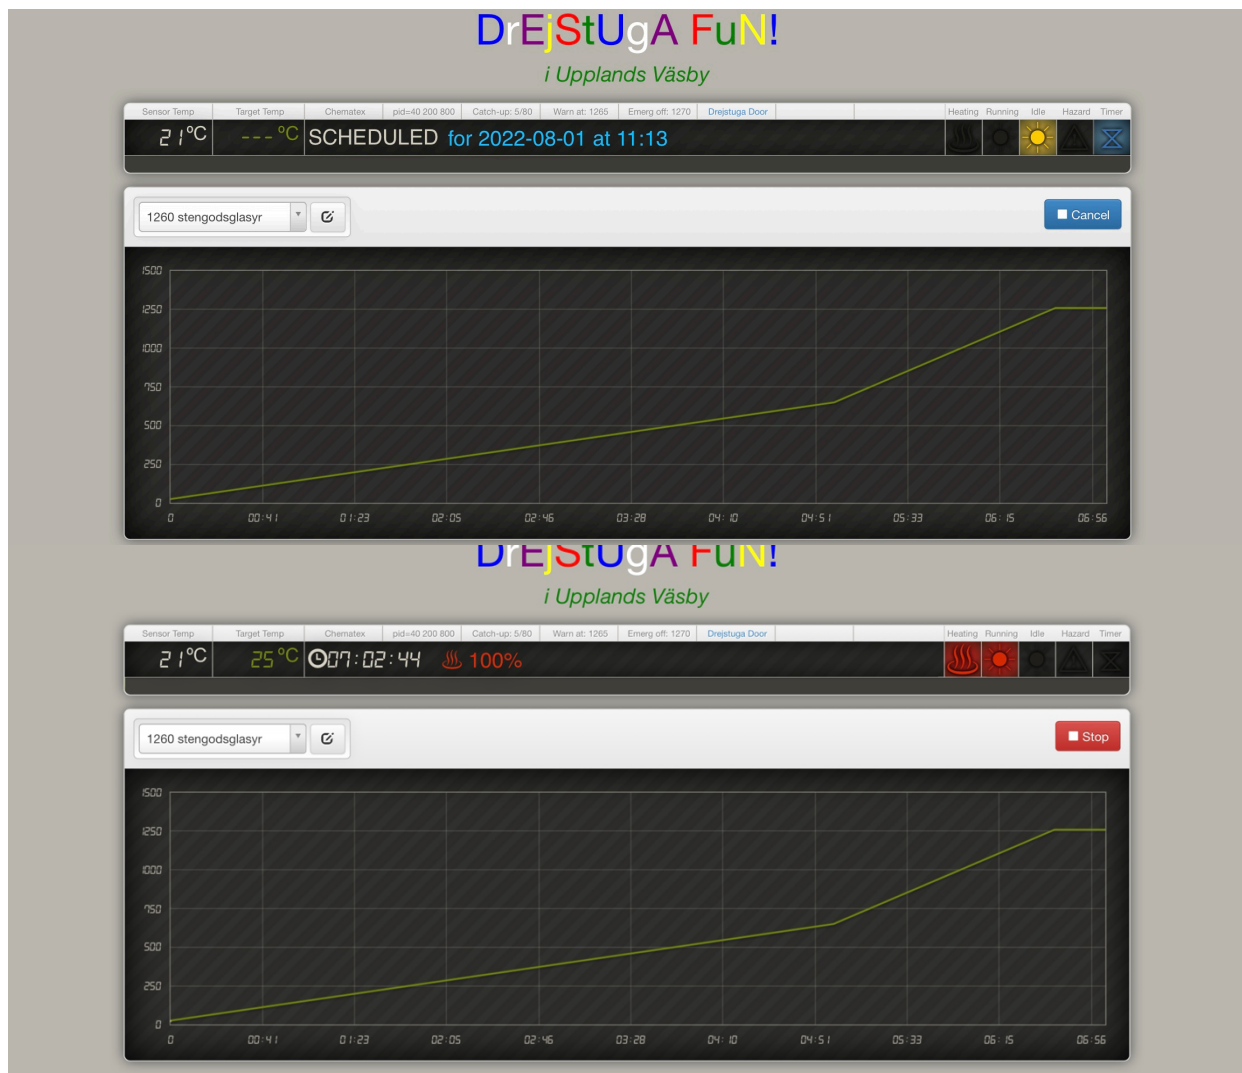 DrEjStUgA FuN!
i Upplands Väsby
Sensor Temp Target Temp Chematex pid=40 200 800 Catch-up: 5/80 Warn at: 1265 Emerg off: 1270 Drejstuga Door Heating Running Idle Hazard Timer
21°C ---°C SCHEDULED for 2022-08-01 at 11:13
1260 stengodsglasyr Cancel
1500
1250
1000
750
500
250
0
0 00:41 01:23 02:05 02:46 03:28 04:10 04:51 05:33 06:15 06:56
DrEjStUgA FuN!
i Upplands Väsby
Sensor Temp Target Temp Chematex pid=40 200 800 Catch-up: 5/80 Warn at: 1265 Emerg off: 1270 Drejstuga Door Heating Running Idle Hazard Timer
21°C 25°C 07:02:44 100%
1260 stengodsglasyr Stop
1500
1250
1000
750
500
250
0
0 00:41 01:23 02:05 02:46 03:28 04:10 04:51 05:33 06:15 06:56